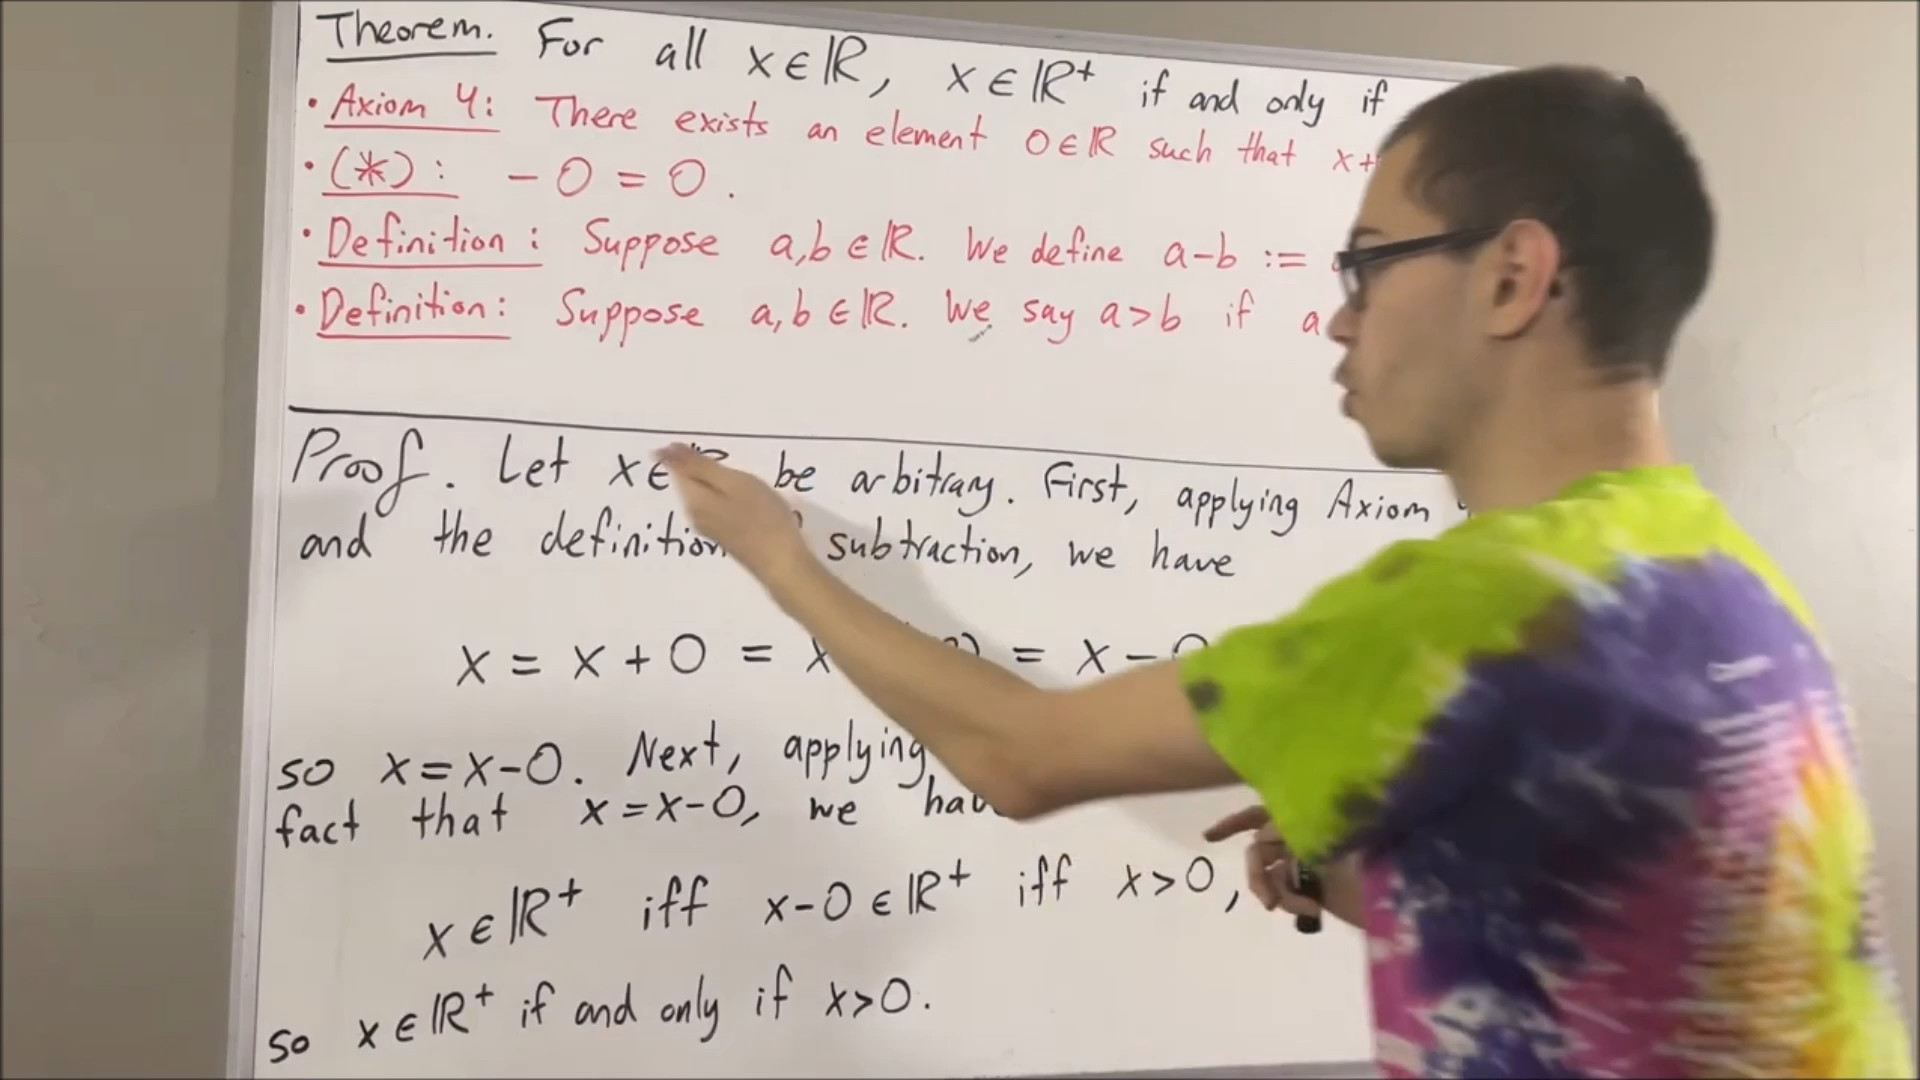 Theorem. For all x∈ℝ, x∈ℝ⁺ if and only if
• Axiom 4: There exists an element 0∈ℝ such that x+
• (*): -0 = 0.
• Definition: Suppose a,b∈ℝ. We define a-b :=
• Definition: Suppose a,b∈ℝ. We say a>b if a
Proof. Let x∈ be arbitrary. First, applying Axiom
and the definition subtraction, we have
x = x + 0 = x = x - 0
so x=x-0. Next, applying
fact that x=x-0, we
x∈ℝ⁺ iff x-0∈ℝ⁺ iff x>0,
so x∈ℝ⁺ if and only if x>0.